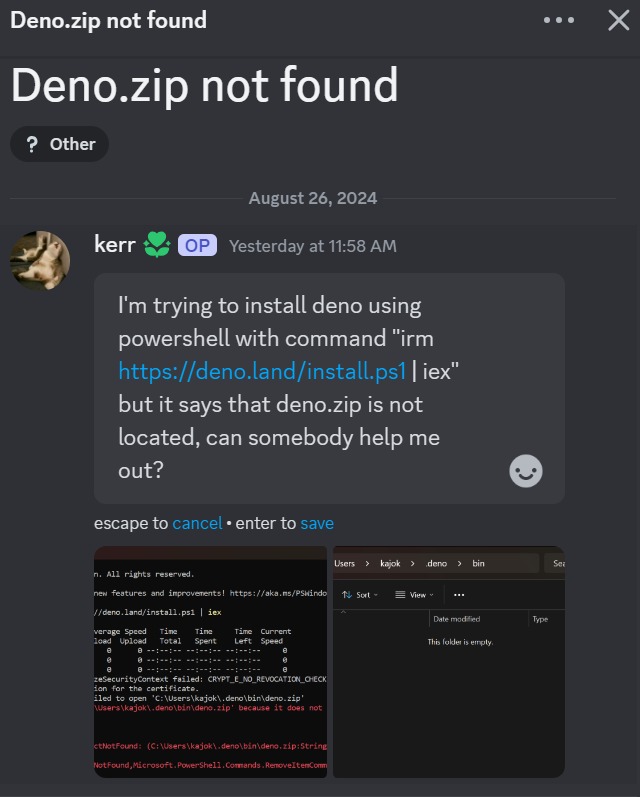 Deno.zip not found
Deno.zip not found
? Other
August 26, 2024
kerr OP Yesterday at 11:58 AM
I'm trying to install deno using
powershell with command "irm
https://deno.land/install.ps1 | iex"
but it says that deno.zip is not
located, can somebody help me
out?
escape to cancel • enter to save
n. All rights reserved.
new features and improvements! https://aka.ms/PSWindo
//deno.land/install.ps1 | iex
verage Speed Time Time Time Current
load Upload Total Spent Left Speed
0 0 --:--:-- --:--:-- --:--:-- 0
0 0 --:--:-- --:--:-- --:--:-- 0
0 0 --:--:-- --:--:-- --:--:-- 0
zeSecurityContext failed: CRYPT_E_NO_REVOCATION_CHECK
ion for the certificate.
iled to open 'C:\Users\kajok\.deno\bin\deno.zip'
\Users\kajok\.deno\bin\deno.zip' because it does not
ctNotFound: (C:\Users\kajok\.deno\bin\deno.zip:String
NotFound,Microsoft.PowerShell.Commands.RemoveItemComm
Users > kajok > .deno > bin Sea
Sort View ...
Date modified Type
This folder is empty.